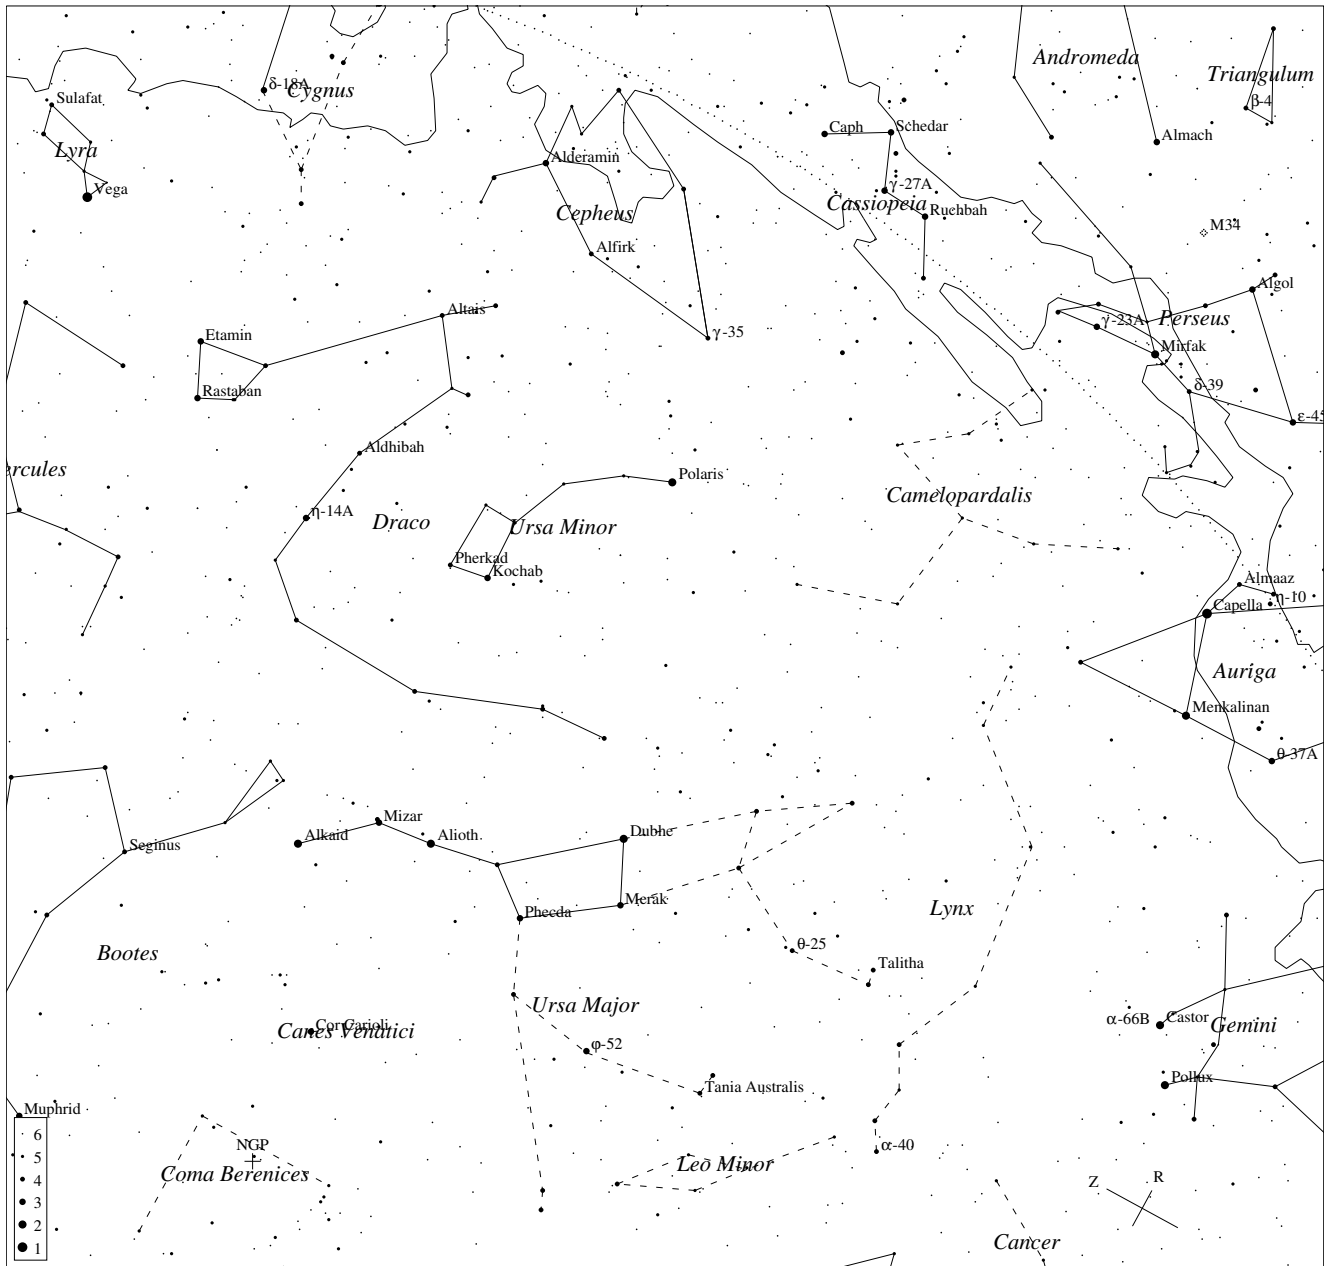 Andromeda
Triangulum
δ-18A
Cygnus
Sulafat
β-4
Caph
Schedar
Almach
Lyra
Alderamin
Vega
γ-27A
Cassiopeia
Ruchbah
Cepheus
M34
Alfirk
Algol
Altais
γ-35
γ-23A
Perseus
Etamin
Mirfak
Rastaban
δ-39
ε-45
Aldhibah
ercules
Polaris
Camelopardalis
η-14A
Draco
Ursa Minor
Pherkad
Kochab
Almaaz
η-10
Capella
Auriga
Menkalinan
θ-37A
Mizar
Alkaid
Alioth
Dubhe
Seginus
Merak
Phecda
Lynx
θ-25
Bootes
Talitha
Ursa Major
α-66B
Castor
Gemini
Cor Carioli
Canes Venatici
φ-52
Pollux
Tania Australis
Muphrid
6
5
4
3
2
1
NGP
Coma Berenices
α-40
Leo Minor
Z
R
Cancer